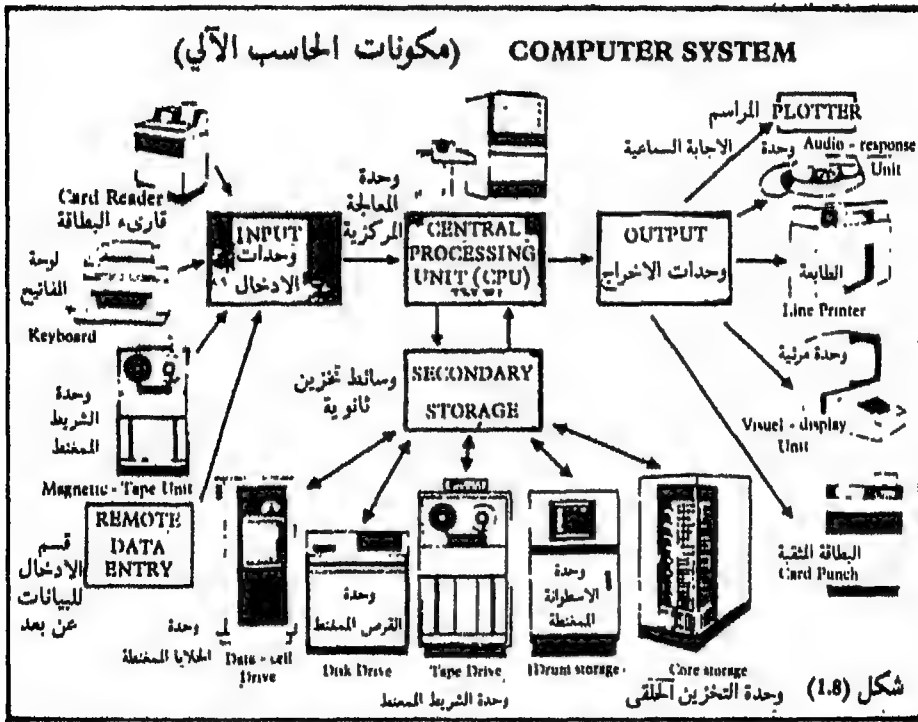 COMPUTER SYSTEM (مكونات الحاسب الآلي)
Card Reader
قارىء البطاقة
لوحة
المفاتيح
Keyboard
وحدة
الشريط
الممغنط
Magnetic - Tape Unit
REMOTE
DATA
ENTRY
قسم
الادخال
للبيانات
عن بعد
INPUT
وحدات
الادخال
وحدة
المعالجة
المركزية
CENTRAL
PROCESSING
UNIT (CPU)
OUTPUT
وحدات الاخراج
SECONDARY
STORAGE
وسائط تخزين
ثانوية
المراسم PLOTTER
وحدة الاجابة السماعية
Audio - response
Unit
الطابعة
Line Printer
وحدة مرئية
Visuel - display
Unit
البطاقة المثقبة
Card Punch
Data - cell
Drive
وحدة
الخلايا الممغنطة
وحدة
القرص الممغنط
Disk Drive
Tape Drive
وحدة الشريط الممغنط
وحدة
الاسطوانة
الممغنطة
Drum storage
Core storage
وحدة التخزين الحلقى
شكل (1.8)